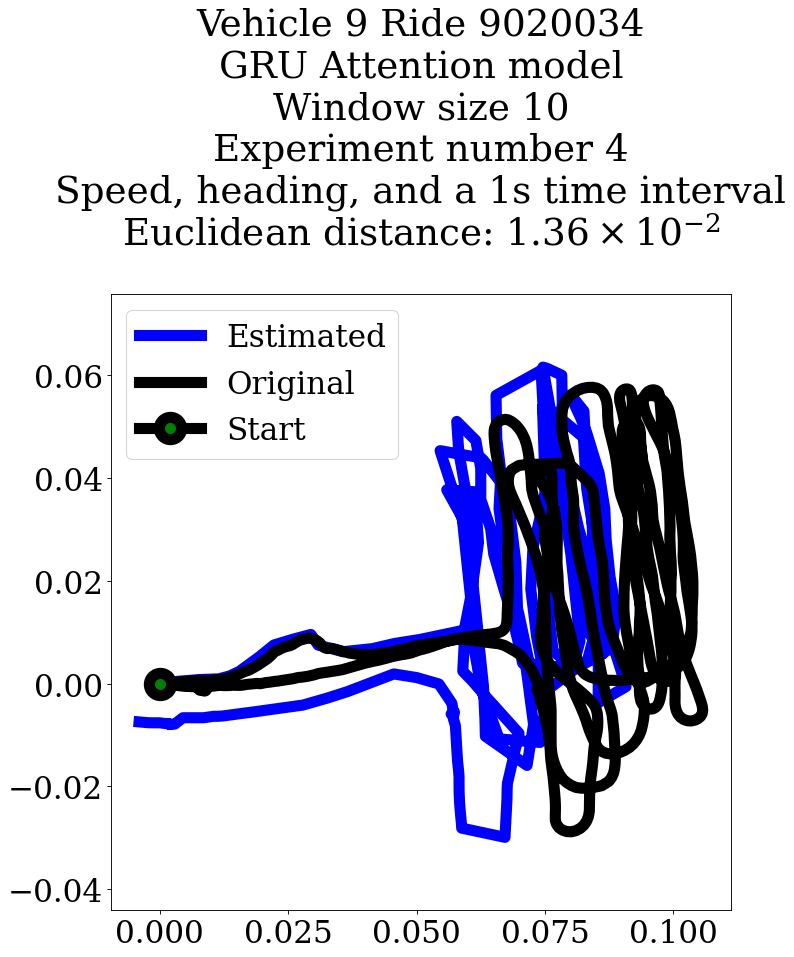 Vehicle 9 Ride 9020034
GRU Attention model
Window size 10
Experiment number 4
Speed, heading, and a 1s time interval
Euclidean distance: 1.36 × 10⁻²
Estimated
Original
Start
0.06
0.04
0.02
0.00
−0.02
−0.04
0.000 0.025 0.050 0.075 0.100